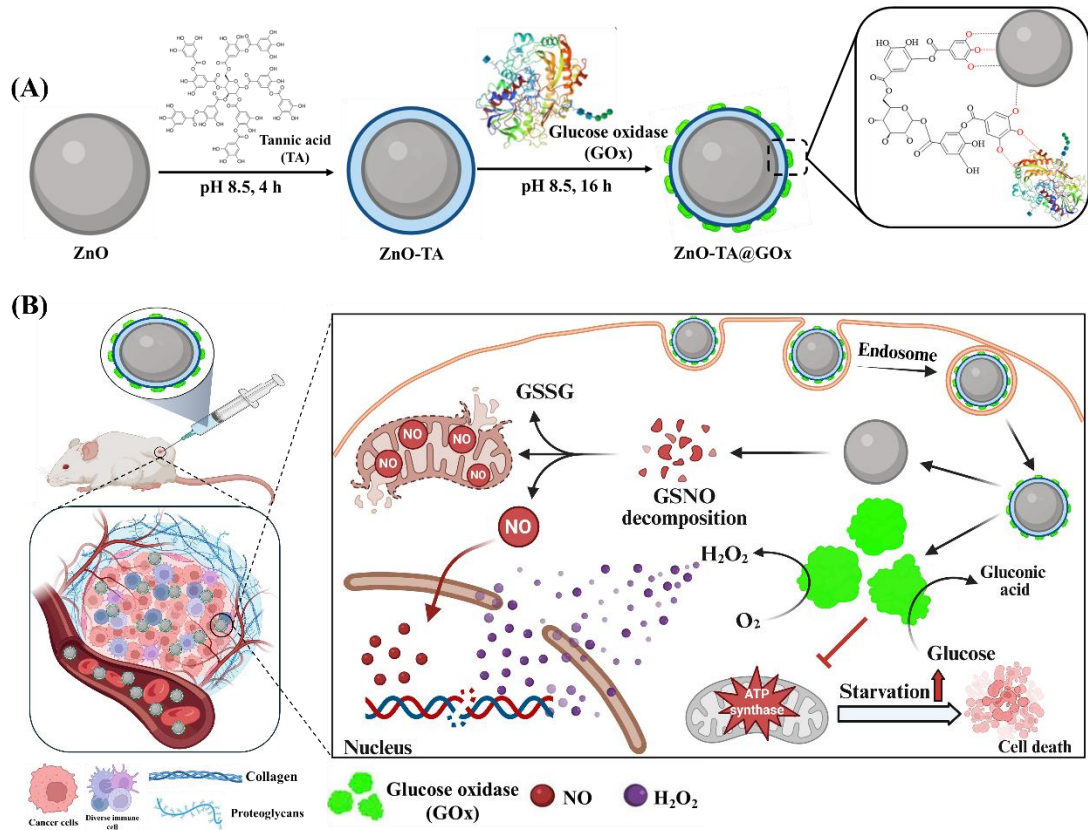 (A)
Tannic acid
(TA)
pH 8.5, 4 h
Glucose oxidase
(GOx)
pH 8.5, 16 h
ZnO
ZnO-TA
ZnO-TA@GOx
(B)
Endosome
GSSG
NO
NO
NO
NO
GSNO
decomposition
NO
H₂O₂
O₂
Gluconic
acid
Glucose
ATP
synthase
Starvation
Cell death
Nucleus
Cancer cells
Diverse immune
cell
Collagen
Proteoglycans
Glucose oxidase
(GOx)
NO
H₂O₂